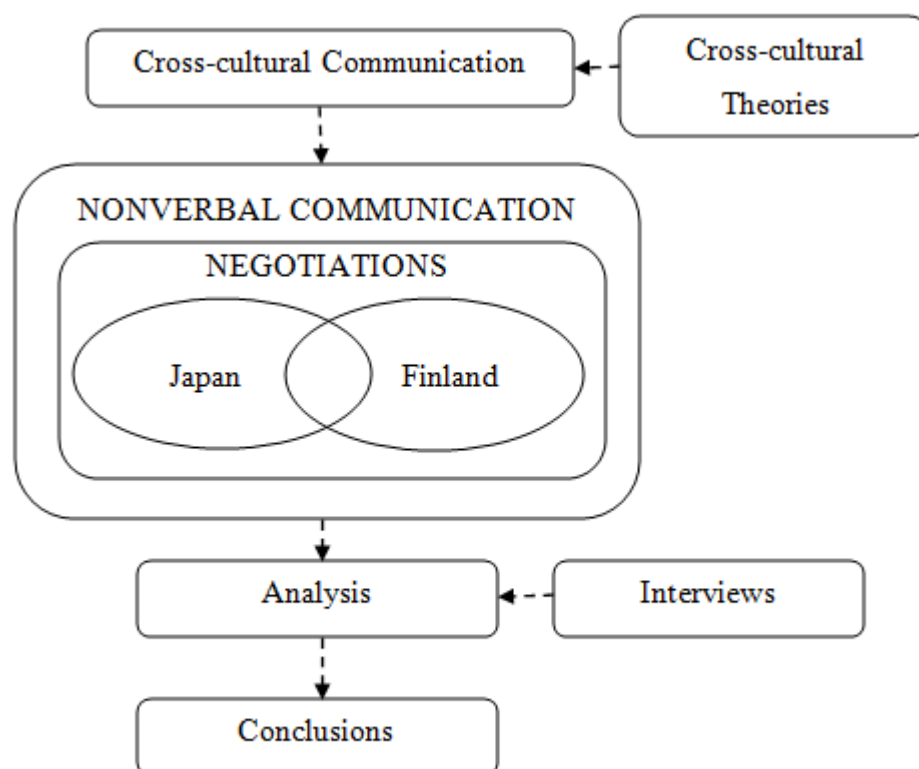 Cross-cultural Communication
Cross-cultural
Theories
NONVERBAL COMMUNICATION
NEGOTIATIONS
Japan
Finland
Analysis
Interviews
Conclusions